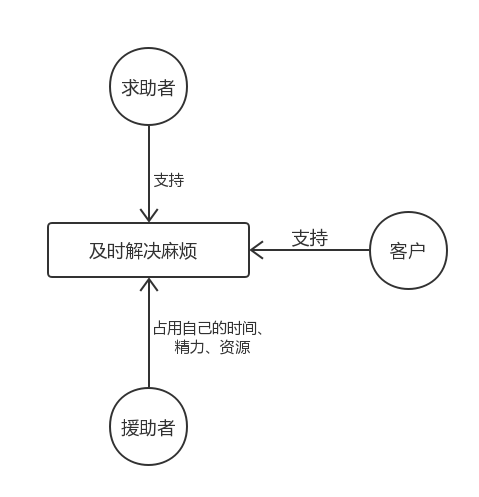 求助者
支持
及时解决麻烦
支持
客户
占用自己的时间、
精力、资源
援助者